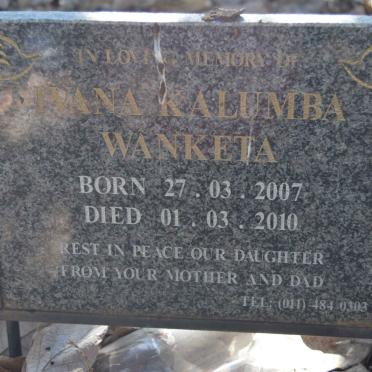 IN LOVING MEMORY OF
KALUMBA
WANKETA
BORN 27 . 03 . 2007
DIED 01 . 03 . 2010
REST IN PEACE OUR DAUGHTER
FROM YOUR MOTHER AND DAD
TEL: (011) 484 0303